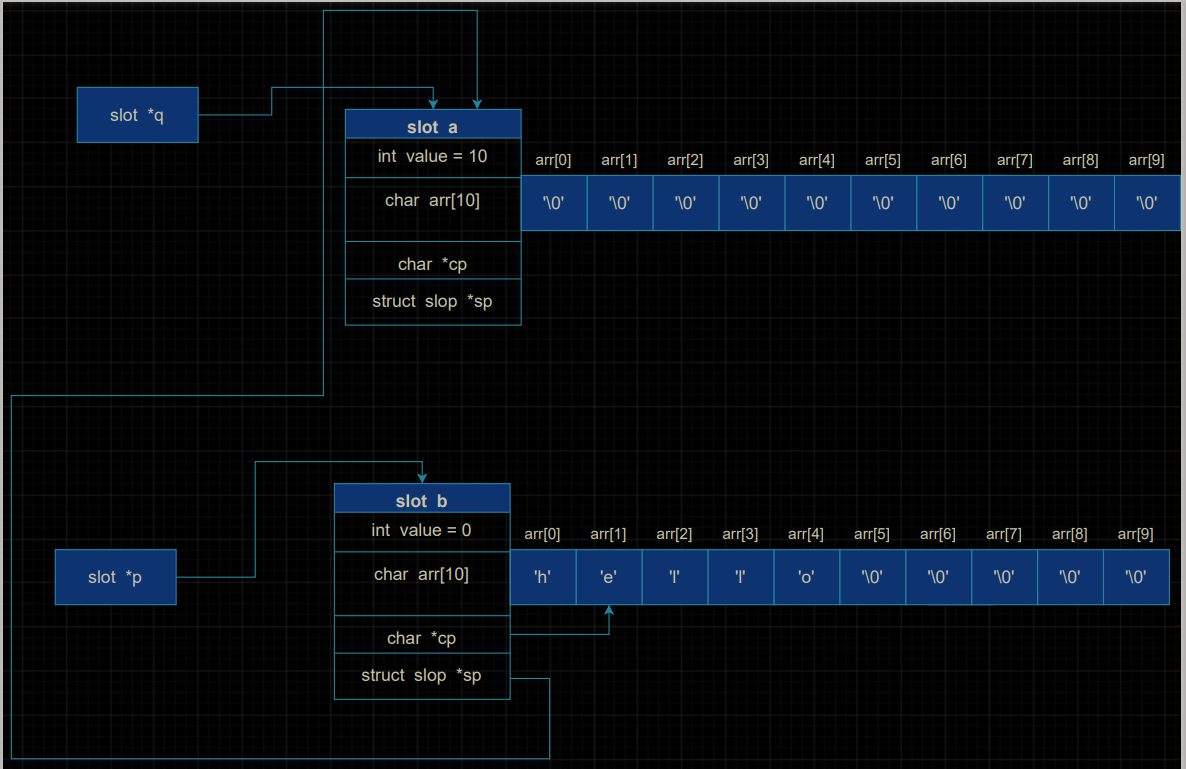 slot *q
slot a
int value = 10
arr[0] arr[1] arr[2] arr[3] arr[4] arr[5] arr[6] arr[7] arr[8] arr[9]
char arr[10] '\0' '\0' '\0' '\0' '\0' '\0' '\0' '\0' '\0' '\0'
char *cp
struct slop *sp
slot b
int value = 0
arr[0] arr[1] arr[2] arr[3] arr[4] arr[5] arr[6] arr[7] arr[8] arr[9]
slot *p
char arr[10] 'h' 'e' 'l' 'l' 'o' '\0' '\0' '\0' '\0' '\0'
char *cp
struct slop *sp